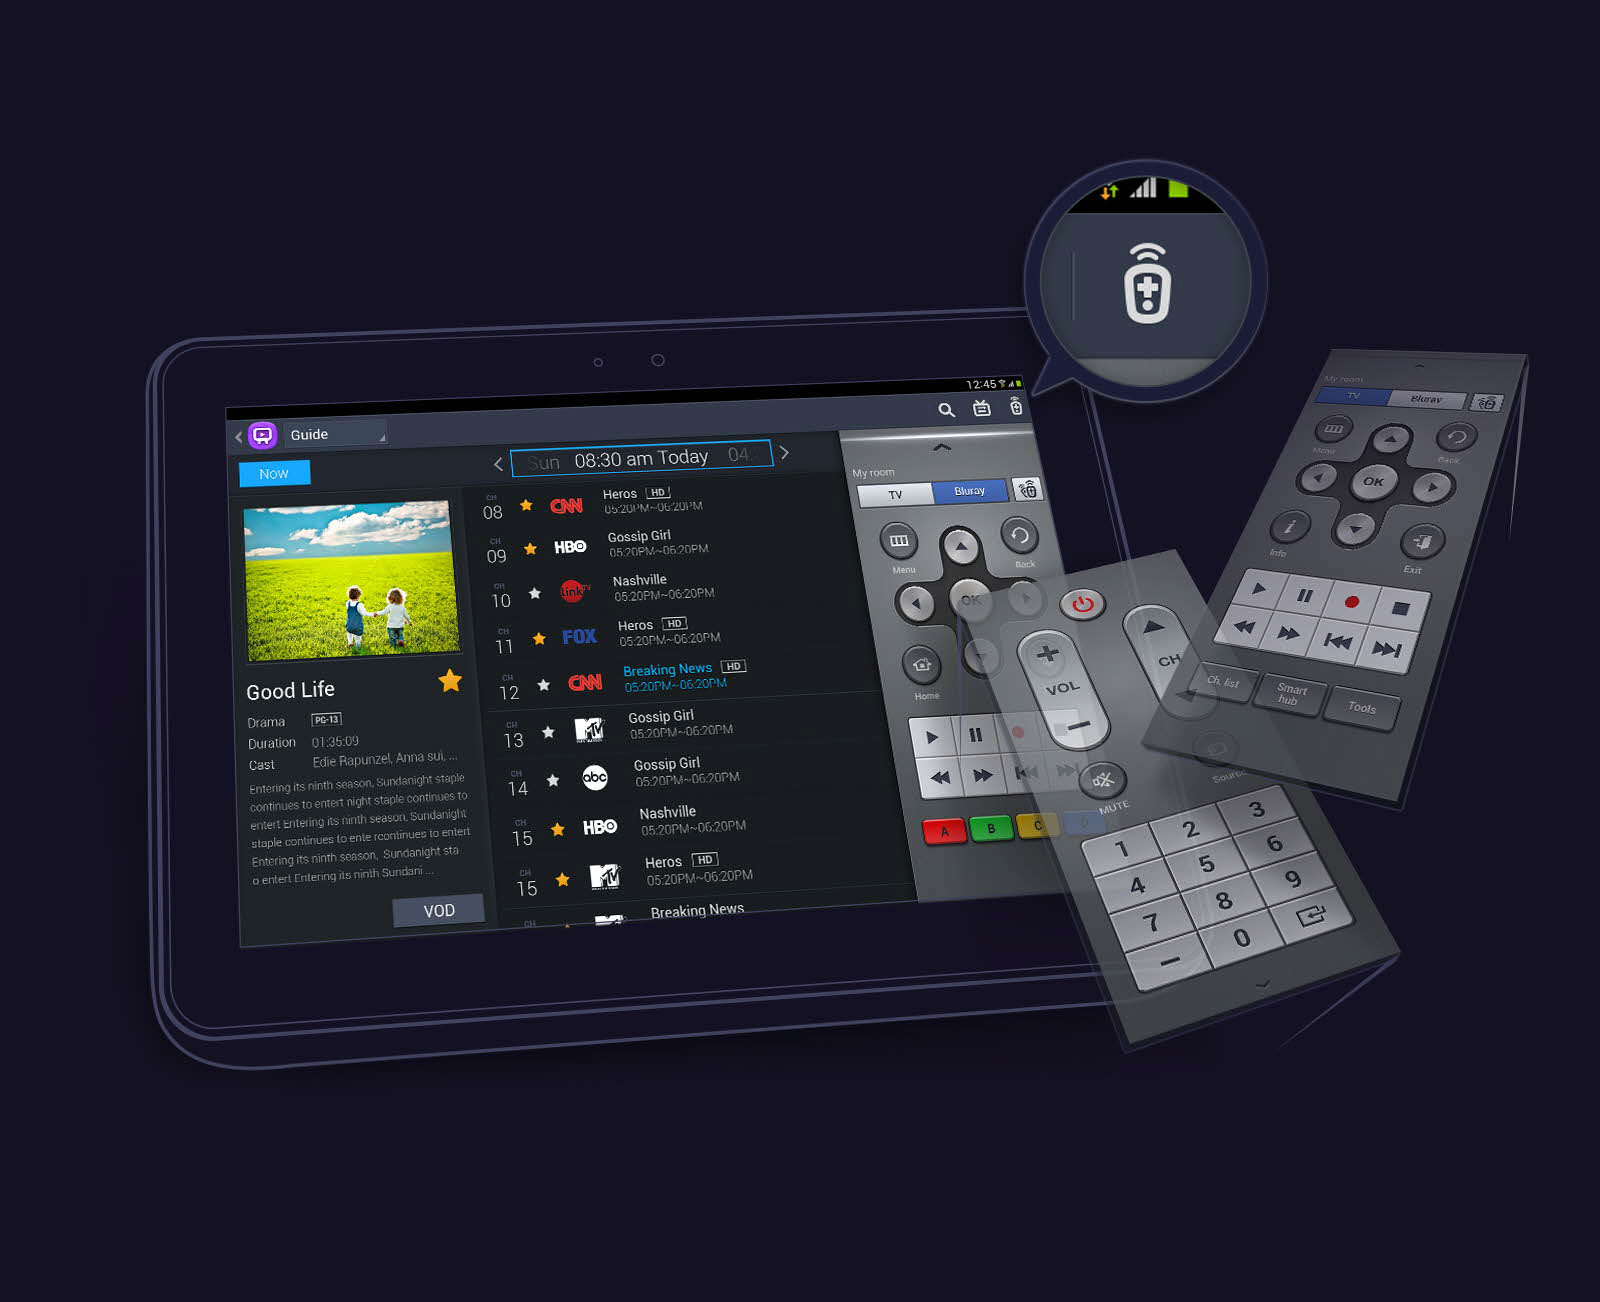 12:45
Guide
Now
Sun 08:30 am Today 04.
Good Life
Drama PG-13
Duration 01:35:09
Cast Edie Rapunzel, Anna sui, ...
Entering its ninth season, Sundanight staple
continues to entert night staple continues to
entert Entering its ninth season, Sundanight
staple continues to ente rcontinues to entert
Entering its ninth season, Sundanight sta
o entert Entering its ninth Sundani ...
VOD
CH 08 CNN Heros HD
05:20PM~06:20PM
CH 09 HBO Gossip Girl
05:20PM~06:20PM
CH 10 link TV Nashville
05:20PM~06:20PM
CH 11 FOX Heros HD
05:20PM~06:20PM
CH 12 CNN Breaking News HD
05:20PM~06:20PM
CH 13 MTV Gossip Girl
05:20PM~06:20PM
CH 14 abc Gossip Girl
05:20PM~06:20PM
CH 15 HBO Nashville
05:20PM~06:20PM
CH 15 MTV Heros HD
05:20PM~06:20PM
CH Breaking News
My room
TV Bluray
Menu Back
OK
Home
A B C D
VOL
CH
MUTE
Source
1 2 3
4 5 6
7 8 9
0
My room
TV Bluray
Menu Back
OK
Info Exit
Ch. list Smart hub Tools